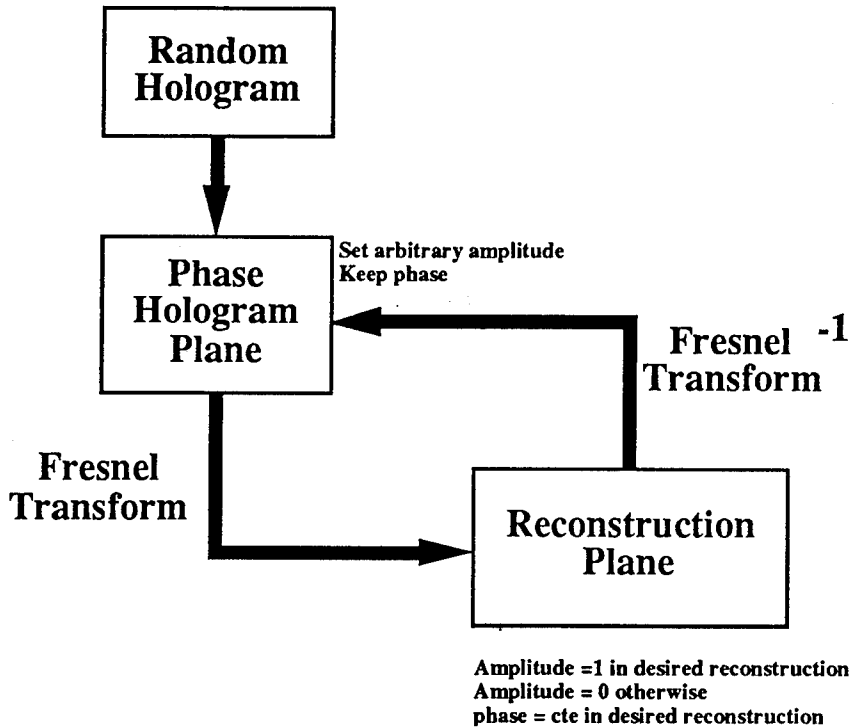 Random
Hologram
Phase
Hologram
Plane
Set arbitrary amplitude
Keep phase
Fresnel -1
Transform
Fresnel
Transform
Reconstruction
Plane
Amplitude =1 in desired reconstruction
Amplitude = 0 otherwise
phase = cte in desired reconstruction